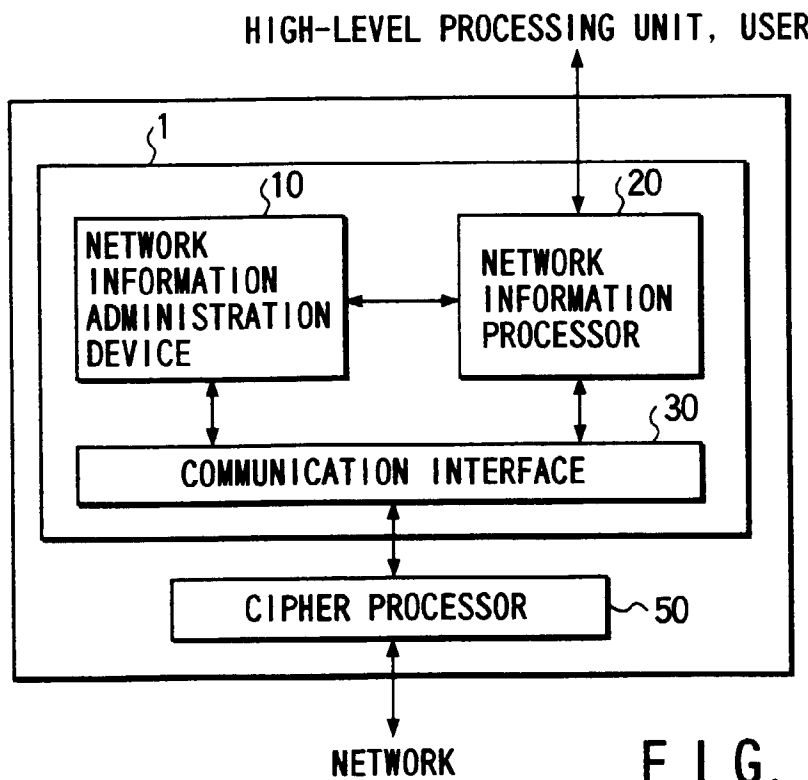 HIGH-LEVEL PROCESSING UNIT, USER
1
10
20
NETWORK
INFORMATION
ADMINISTRATION
DEVICE
NETWORK
INFORMATION
PROCESSOR
30
COMMUNICATION INTERFACE
CIPHER PROCESSOR
50
NETWORK
FIG.